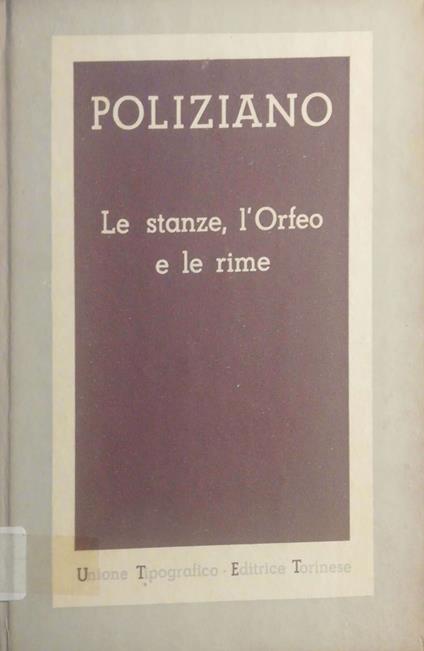 POLIZIANO
Le stanze, l'Orfeo
e le rime
Unione Tipografico - Editrice Torinese